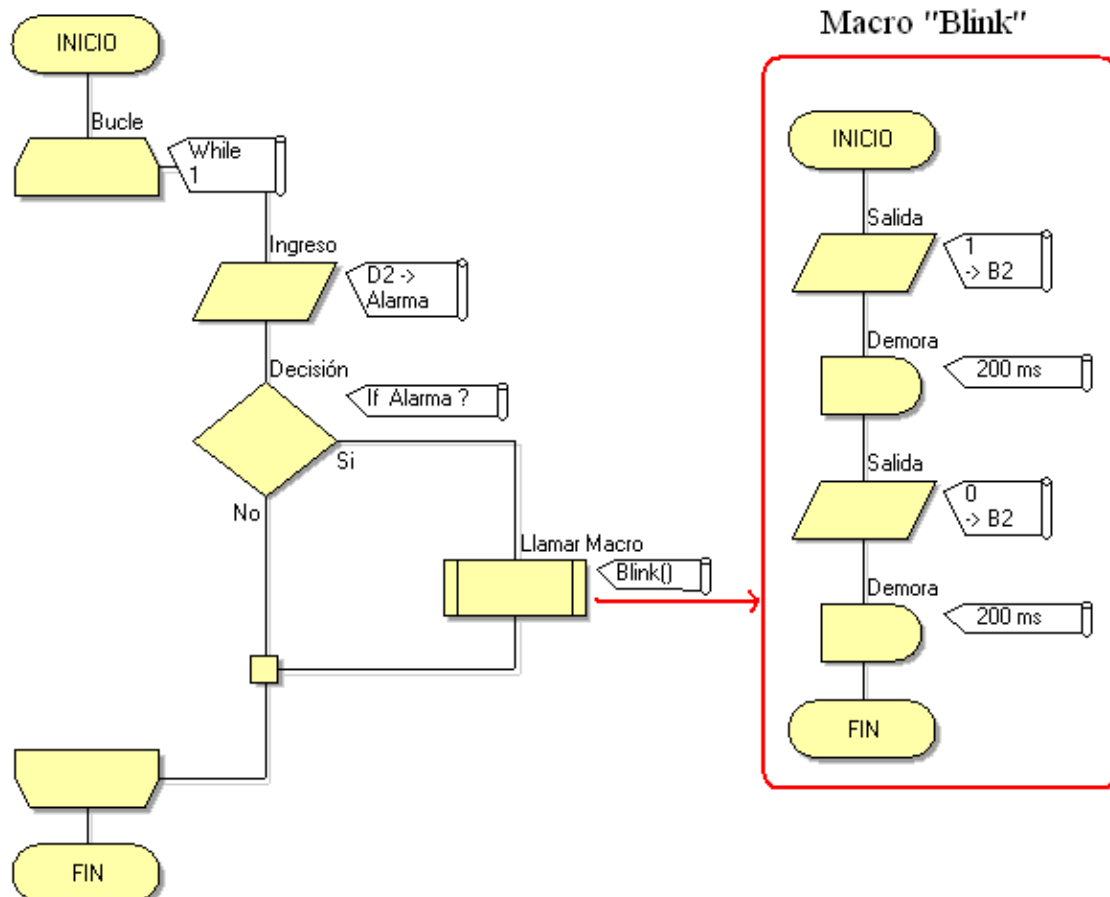 Macro "Blink"
INICIO
Bucle
While
1
Ingreso
D2 ->
Alarma
Decisión
If Alarma ?
Si
No
Llamar Macro
Blink()
FIN
INICIO
Salida
1
-> B2
Demora
200 ms
Salida
0
-> B2
Demora
200 ms
FIN